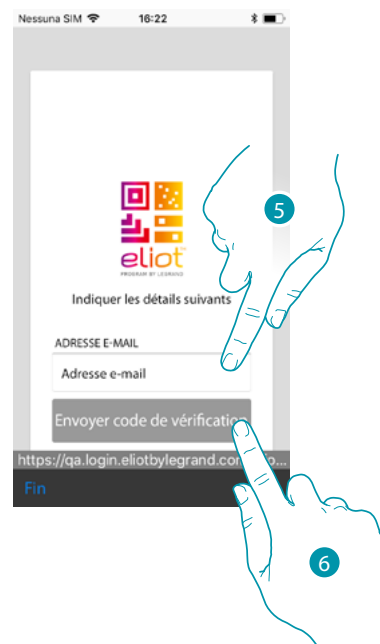 Nessuna SIM 16:22
eliot
PROGRAM BY LEGRAND
Indiquer les détails suivants
5
ADRESSE E-MAIL
Adresse e-mail
Envoyer code de vérification
https://qa.login.eliotbylegrand.com
Fin
6